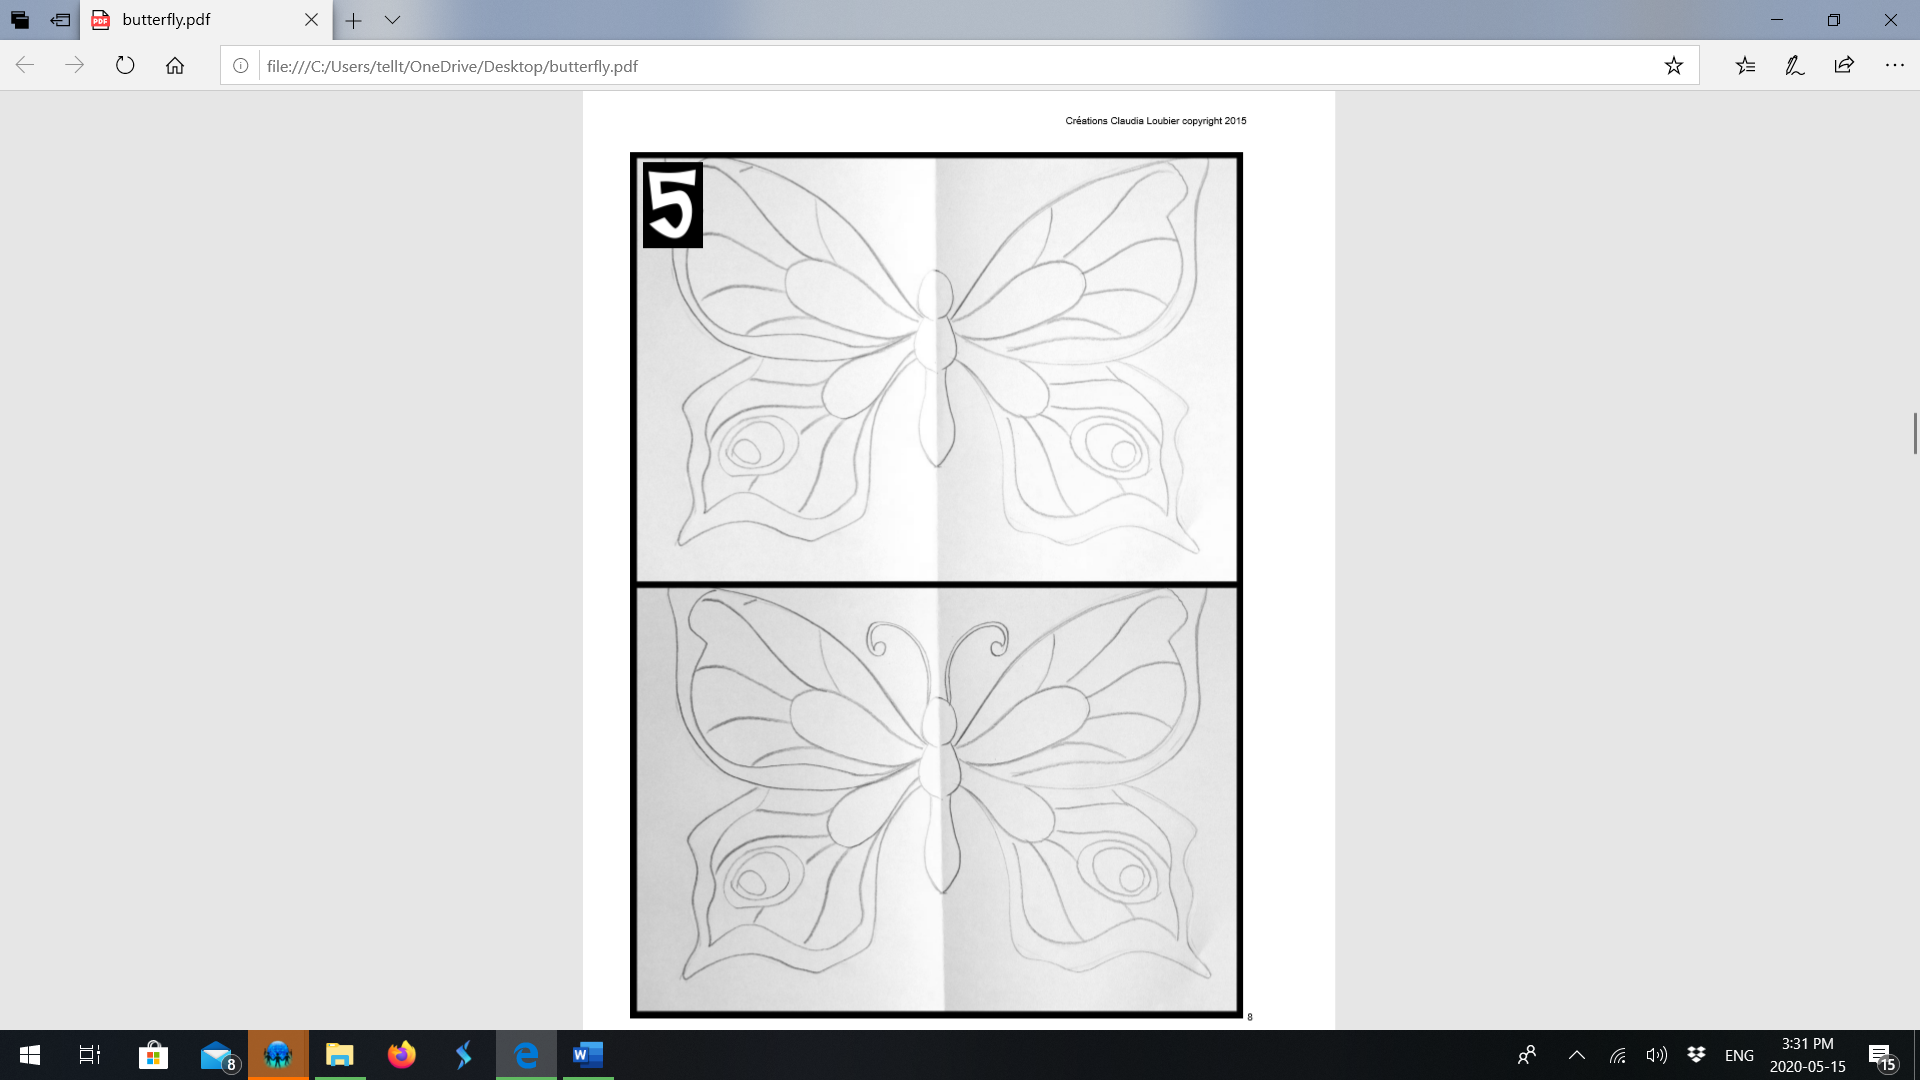 butterfly.pdf
file:///C:/Users/tellt/OneDrive/Desktop/butterfly.pdf
Créations Claudia Loubier copyright 2015
5
8
8
ENG
3:31 PM
2020-05-15
15